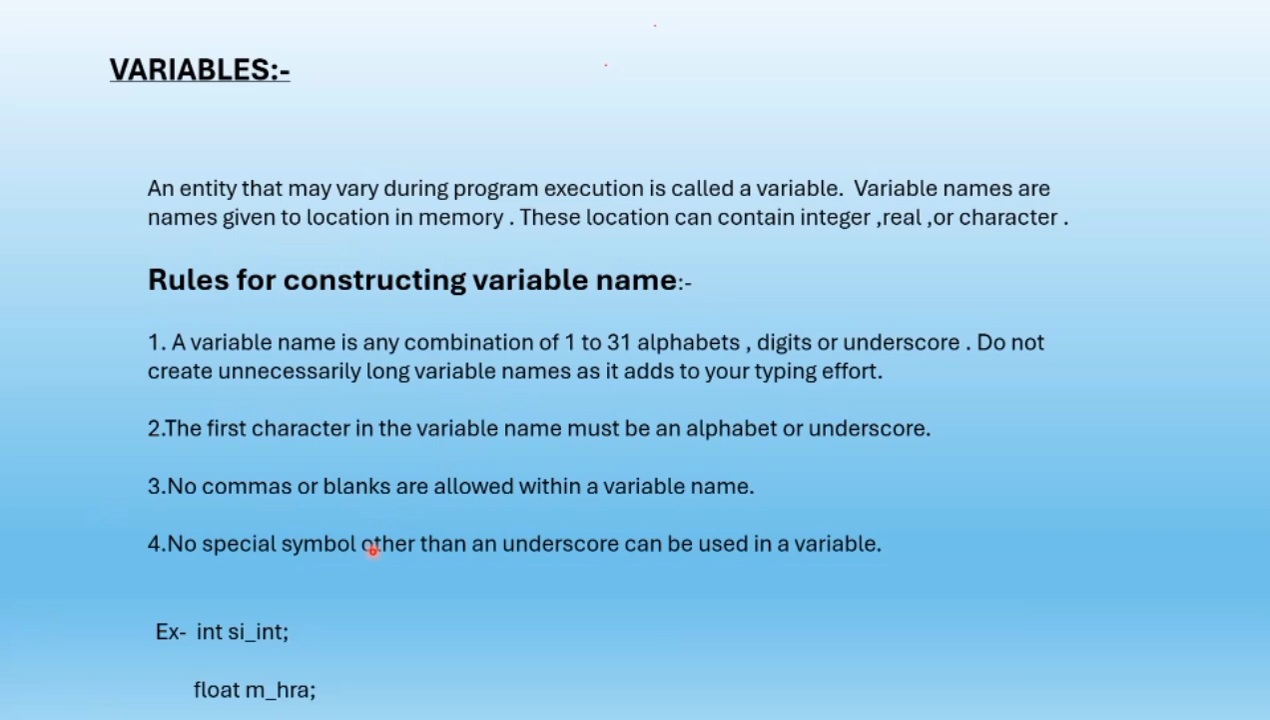 VARIABLES:-
An entity that may vary during program execution is called a variable.  Variable names are
names given to location in memory . These location can contain integer ,real ,or character .
Rules for constructing variable name:-
1. A variable name is any combination of 1 to 31 alphabets , digits or underscore . Do not
create unnecessarily long variable names as it adds to your typing effort.
2.The first character in the variable name must be an alphabet or underscore.
3.No commas or blanks are allowed within a variable name.
4.No special symbol other than an underscore can be used in a variable.
Ex-  int si_int;
float m_hra;